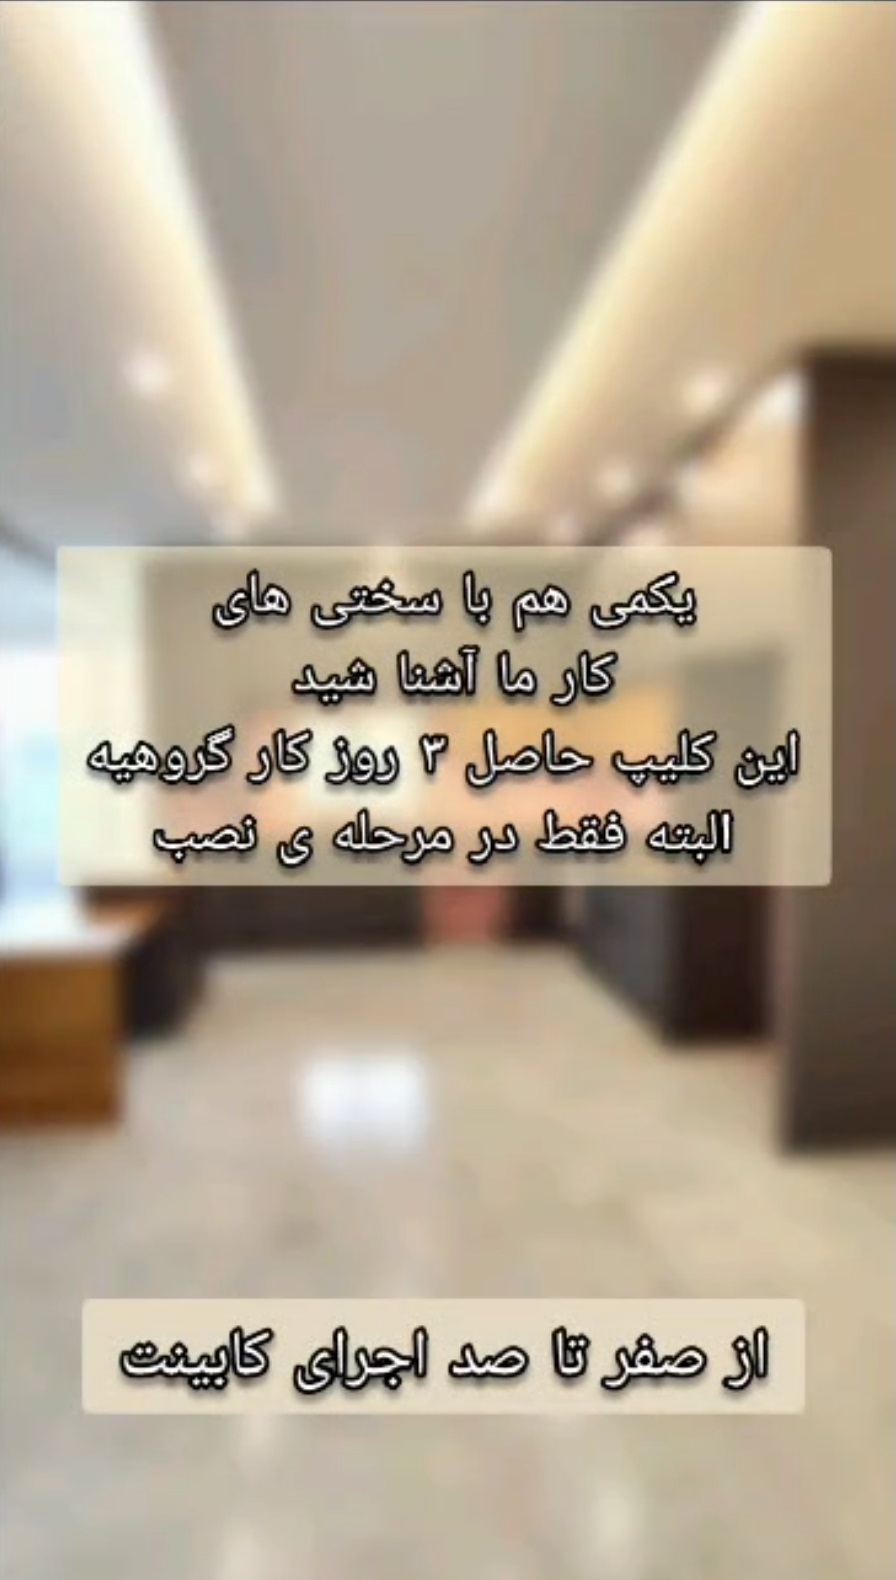 یکمی هم با سختی های
کار ما آشنا شید
این کلیپ حاصل ۳ روز کار گروهیه
البته فقط در مرحله ی نصب
از صفر تا صد اجرای کابینت